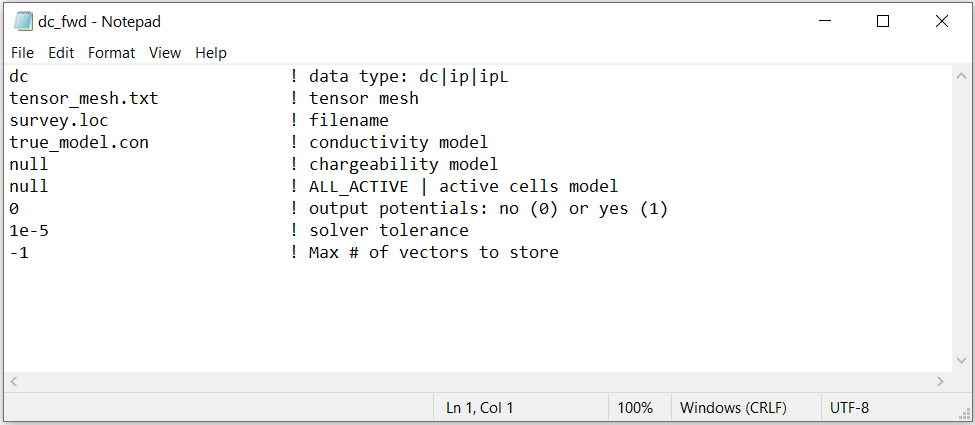 dc_fwd - Notepad
File Edit Format View Help
dc ! data type: dc|ip|ipL
tensor_mesh.txt ! tensor mesh
survey.loc ! filename
true_model.con ! conductivity model
null ! chargeability model
null ! ALL_ACTIVE | active cells model
0 ! output potentials: no (0) or yes (1)
1e-5 ! solver tolerance
-1 ! Max # of vectors to store
Ln 1, Col 1 100% Windows (CRLF) UTF-8